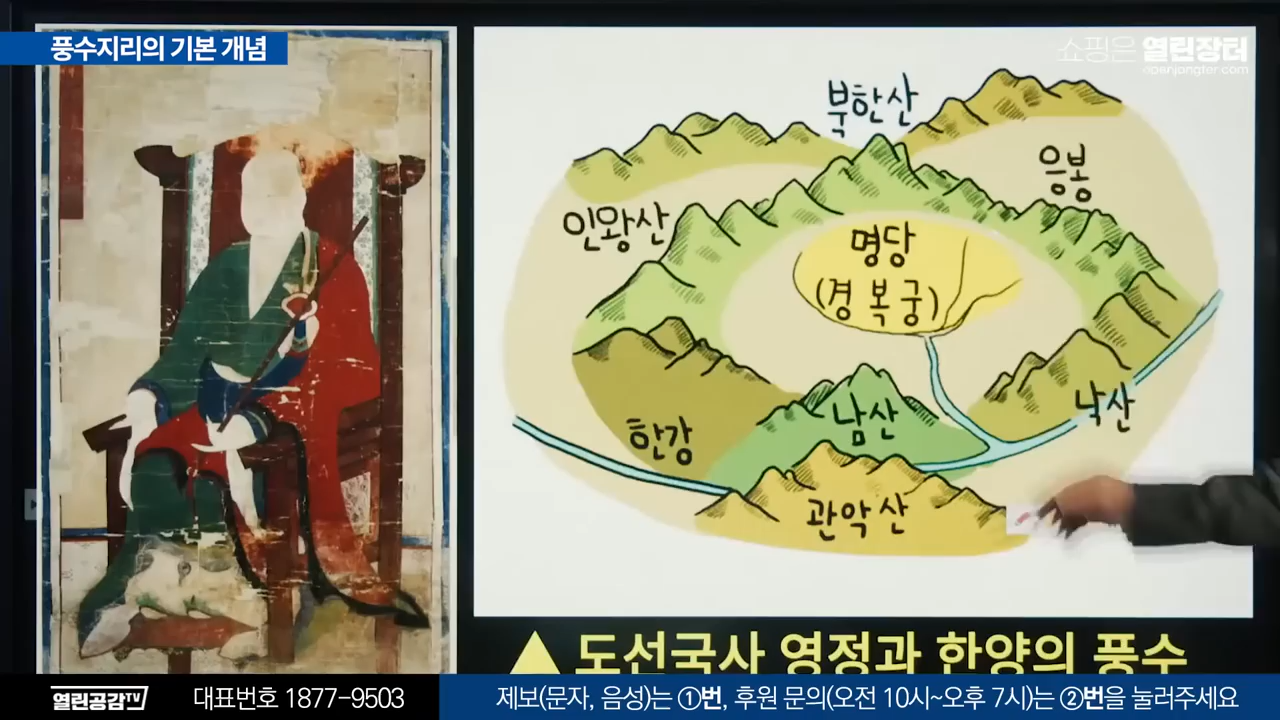 풍수지리의 기본 개념
쇼핑은 열린장터
openjangter.com
북한산
응봉
인왕산
명당
(경복궁)
낙산
남산
한강
관악산
▲도선국사 영정과 한양의 풍수
열린공감TV
대표번호 1877-9503
제보(문자, 음성)는 ①번, 후원 문의(오전 10시~오후 7시)는 ②번을 눌러주세요